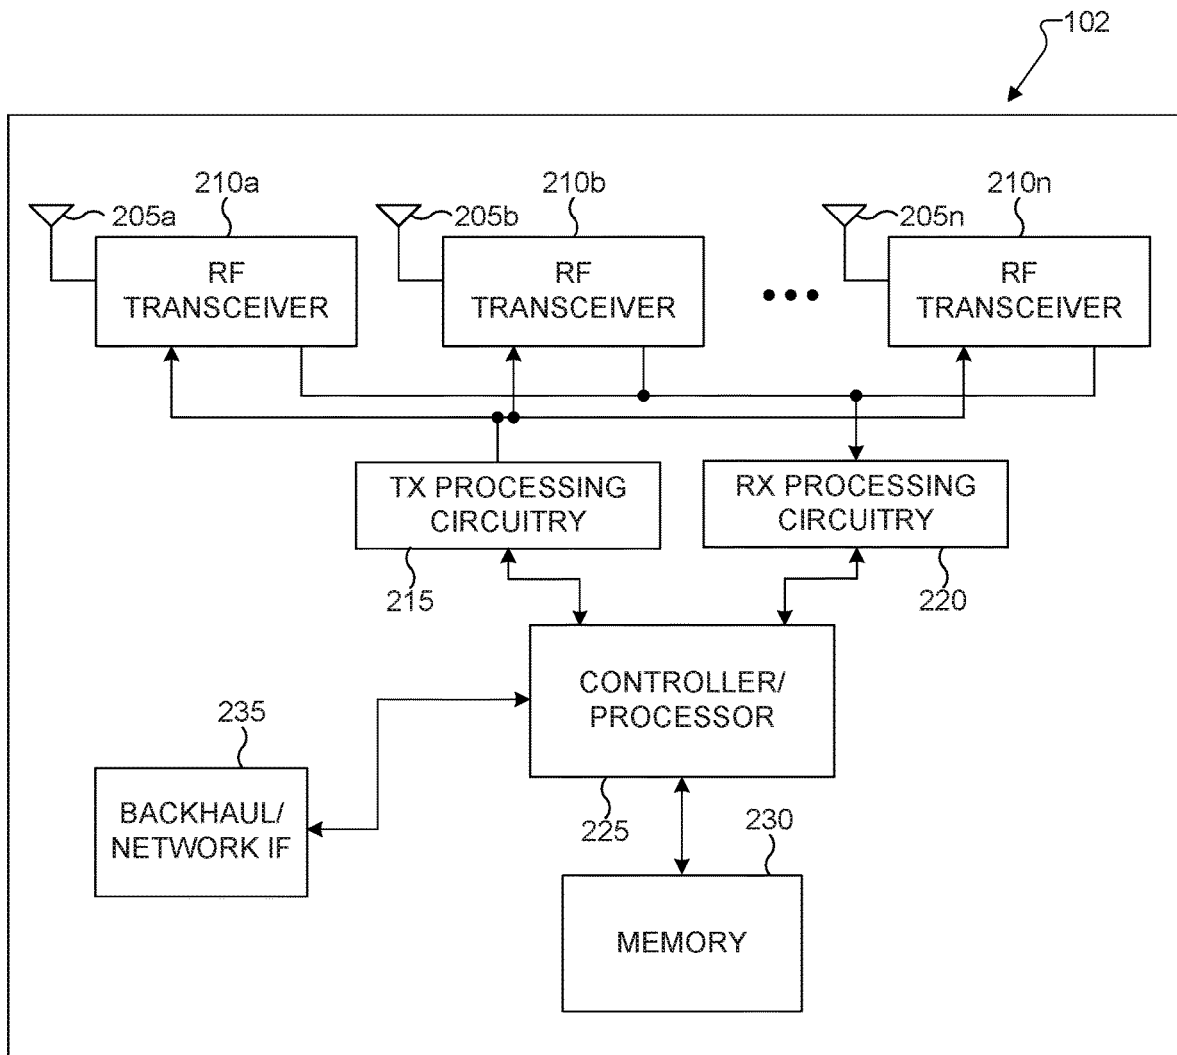 102
210a
210b
210n
205a
205b
205n
RF
TRANSCEIVER
RF
TRANSCEIVER
RF
TRANSCEIVER
TX PROCESSING
CIRCUITRY
RX PROCESSING
CIRCUITRY
215
220
CONTROLLER/
PROCESSOR
235
BACKHAUL/
NETWORK IF
225
230
MEMORY